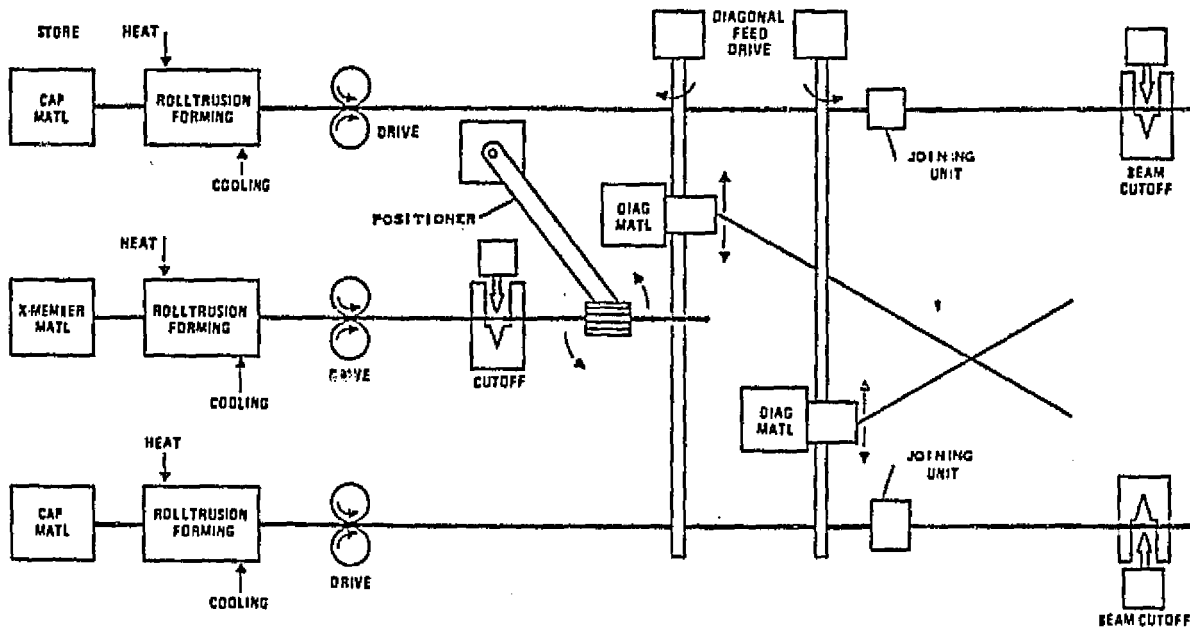 STORE
HEAT
CAP
MATL
ROLLTRUSION
FORMING
COOLING
DRIVE
DIAGONAL
FEED
DRIVE
JOINING
UNIT
BEAM
CUTOFF
POSITIONER
DIAG
MATL
HEAT
X-MEMBER
MATL
ROLLTRUSION
FORMING
COOLING
DRIVE
CUTOFF
DIAG
MATL
JOINING
UNIT
HEAT
CAP
MATL
ROLLTRUSION
FORMING
COOLING
DRIVE
BEAM CUTOFF